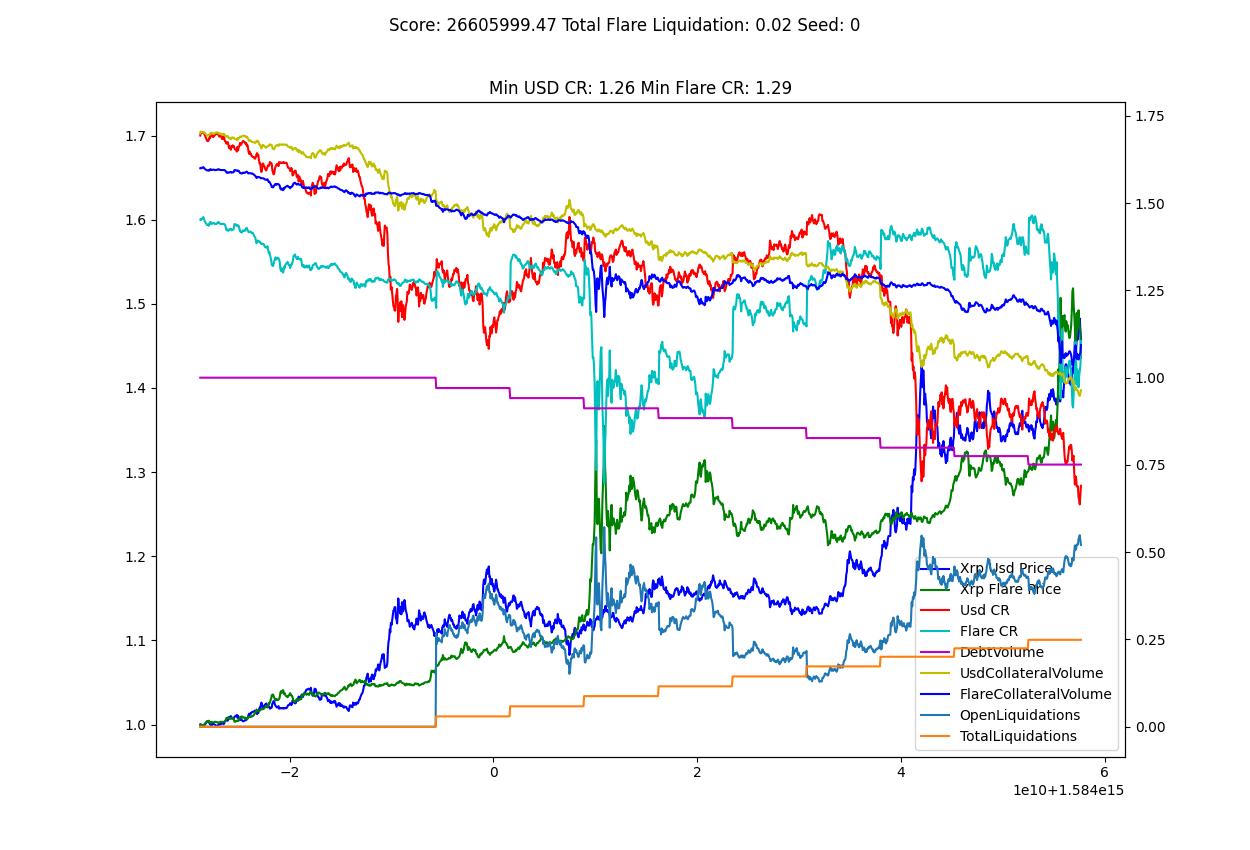 Score: 26605999.47 Total Flare Liquidation: 0.02 Seed: 0
Min USD CR: 1.26 Min Flare CR: 1.29
1.7
1.6
1.5
1.4
1.3
1.2
1.1
1.0
1.75
1.50
1.25
1.00
0.75
0.50
0.25
0.00
Xrp Usd Price
Xrp Flare Price
Usd CR
Flare CR
DebtVolume
UsdCollateralVolume
FlareCollateralVolume
OpenLiquidations
TotalLiquidations
−2
0
2
4
6
1e10+1.584e15